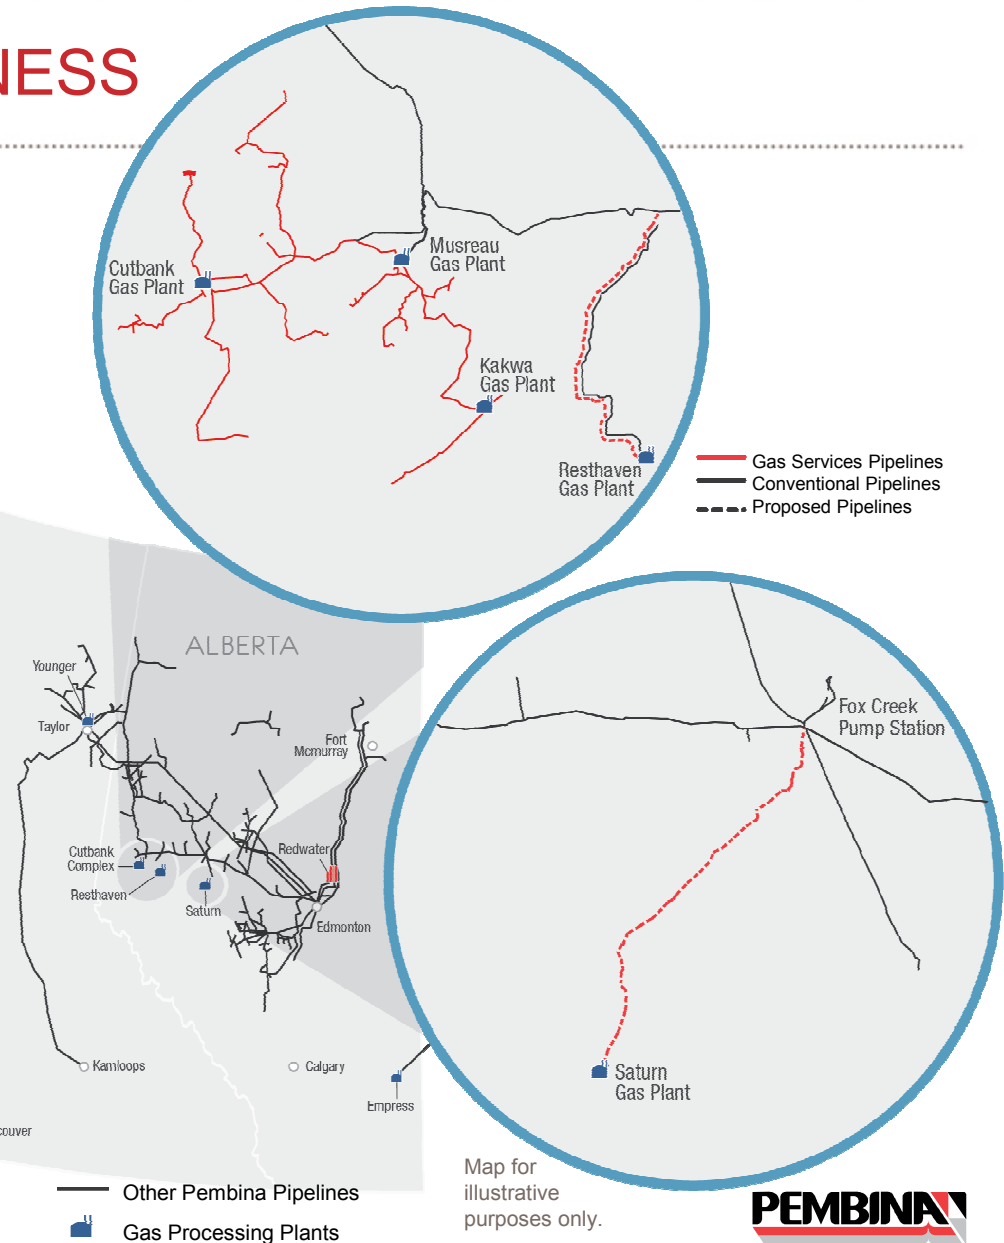 NESS
Cutbank
Gas Plant
Musreau
Gas Plant
Kakwa
Gas Plant
Resthaven
Gas Plant
Gas Services Pipelines
Conventional Pipelines
Proposed Pipelines
ALBERTA
Younger
Taylor
Fort
Mcmurray
Cutbank
Complex
Resthaven
Saturn
Redwater
Edmonton
Kamloops
Calgary
Empress
couver
Fox Creek
Pump Station
Saturn
Gas Plant
Other Pembina Pipelines
Gas Processing Plants
Map for
illustrative
purposes only.
PEMBINA